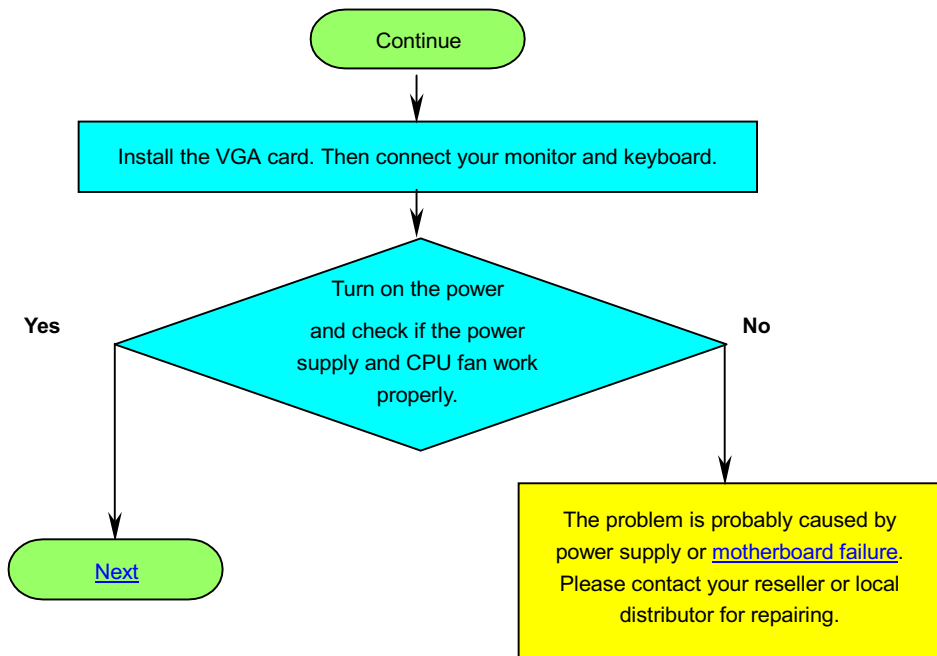 Continue
Install the VGA card. Then connect your monitor and keyboard.
Turn on the power
and check if the power
supply and CPU fan work
properly.
Yes
No
Next
The problem is probably caused by
power supply or motherboard failure.
Please contact your reseller or local
distributor for repairing.